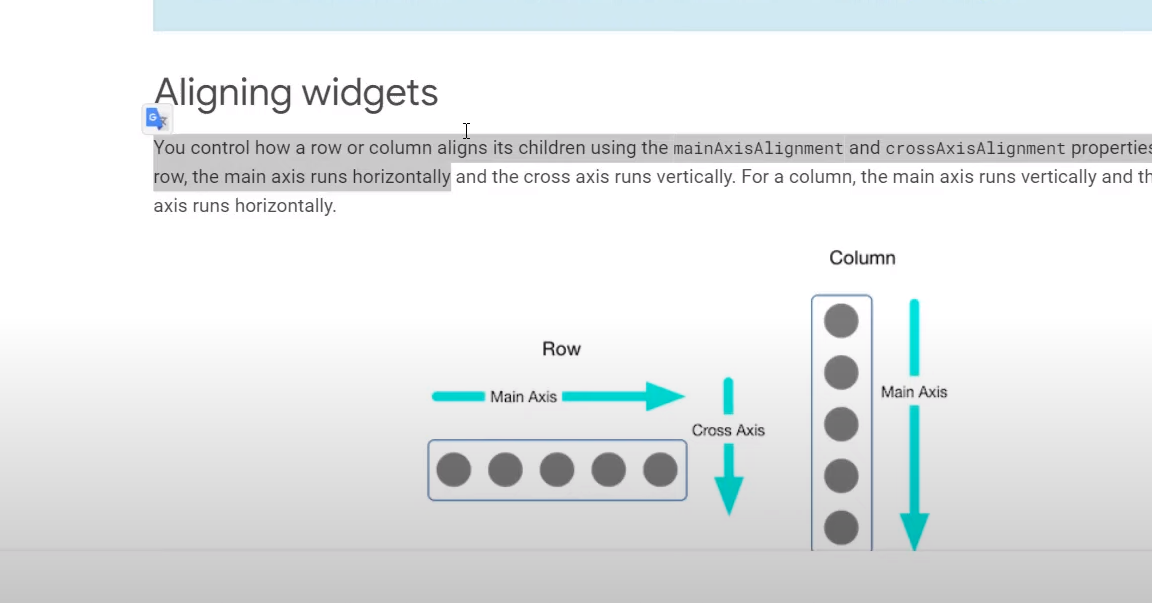 Aligning widgets
You control how a row or column aligns its children using the mainAxisAlignment and crossAxisAlignment properties
row, the main axis runs horizontally and the cross axis runs vertically. For a column, the main axis runs vertically and th
axis runs horizontally.
Column
Row
Main Axis
Main Axis
Cross Axis